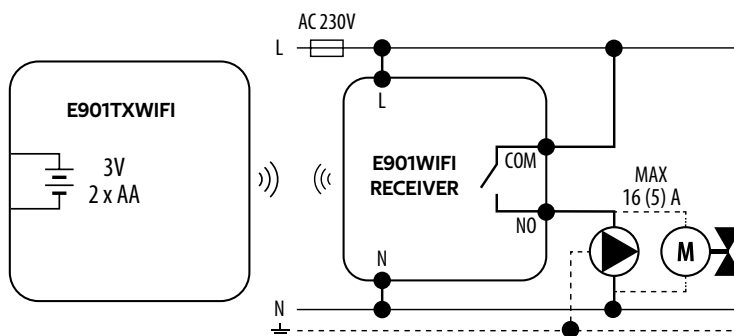 AC 230V
L
E901TXWIFI
3V
2 x AA
L
E901WIFI
RECEIVER
COM
NO
N
MAX
16 (5) A
M
N